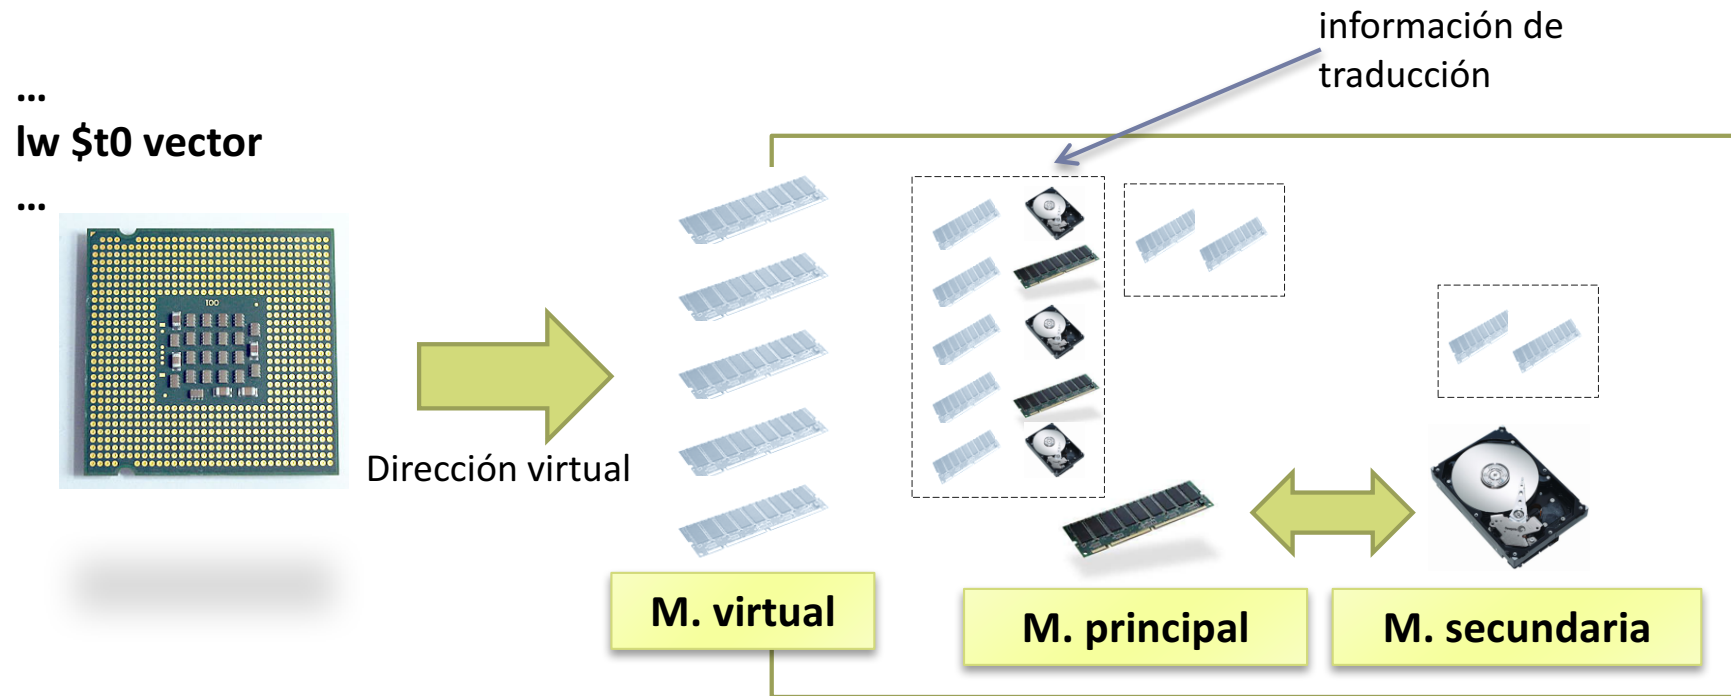 información de
traducción
…
lw $t0 vector
…
Dirección virtual
M. virtual
M. principal
M. secundaria